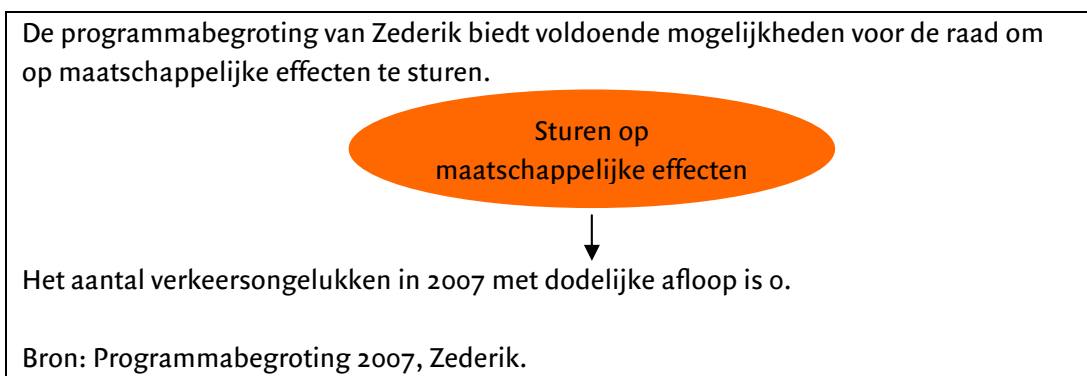 De programmabegroting van Zederik biedt voldoende mogelijkheden voor de raad om
op maatschappelijke effecten te sturen.
Sturen op
maatschappelijke effecten
Het aantal verkeersongelukken in 2007 met dodelijke afloop is 0.
Bron: Programmabegroting 2007, Zederik.